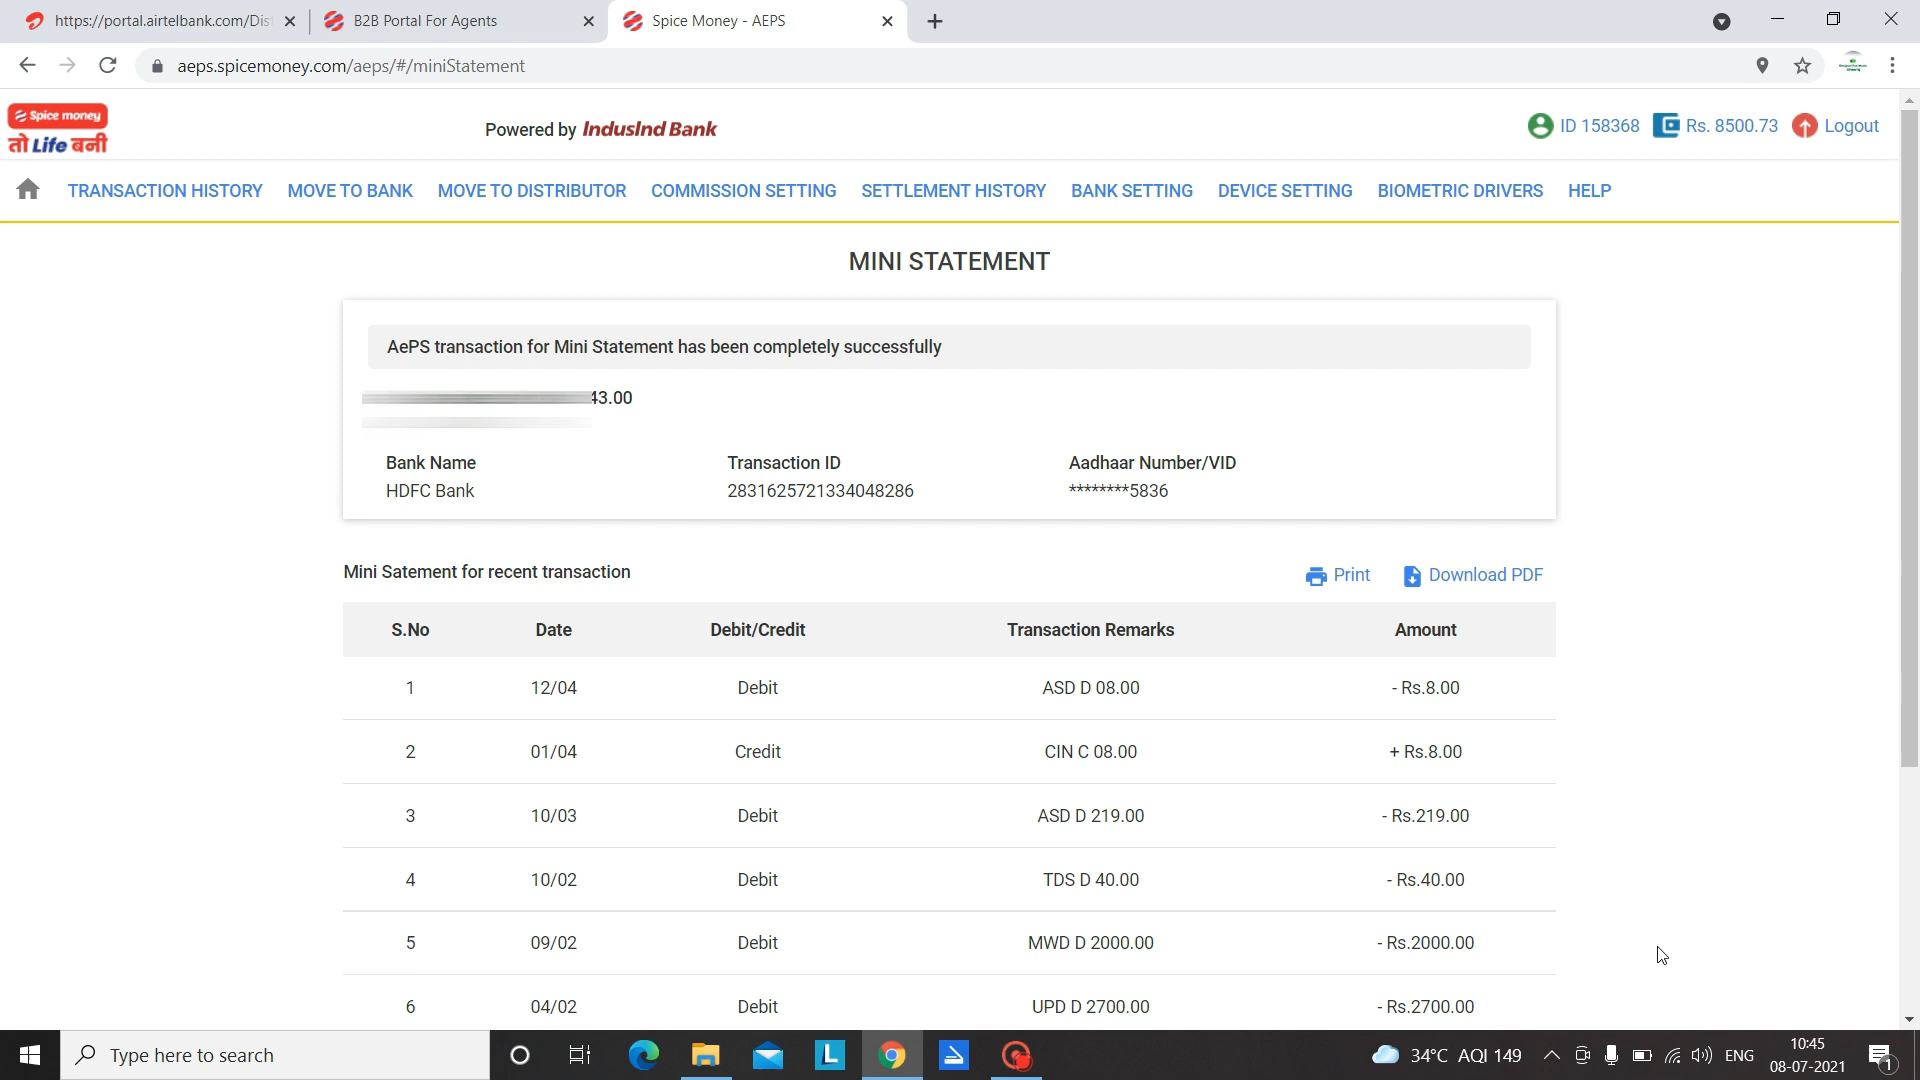 https://portal.airtelbank.com/Dis
B2B Portal For Agents
Spice Money - AEPS
aeps.spicemoney.com/aeps/#/miniStatement
Spice money
तो Life बनी
Powered by IndusInd Bank
ID 158368
Rs. 8500.73
Logout
TRANSACTION HISTORY MOVE TO BANK MOVE TO DISTRIBUTOR COMMISSION SETTING SETTLEMENT HISTORY BANK SETTING DEVICE SETTING BIOMETRIC DRIVERS HELP
MINI STATEMENT
AePS transaction for Mini Statement has been completely successfully
43.00
Bank Name Transaction ID Aadhaar Number/VID
HDFC Bank 2831625721334048286 ********5836
Mini Satement for recent transaction
Print
Download PDF
S.No Date Debit/Credit Transaction Remarks Amount
1 12/04 Debit ASD D 08.00 - Rs.8.00
2 01/04 Credit CIN C 08.00 + Rs.8.00
3 10/03 Debit ASD D 219.00 - Rs.219.00
4 10/02 Debit TDS D 40.00 - Rs.40.00
5 09/02 Debit MWD D 2000.00 - Rs.2000.00
6 04/02 Debit UPD D 2700.00 - Rs.2700.00
Type here to search
L
34°C AQI 149
ENG
10:45
08-07-2021
1